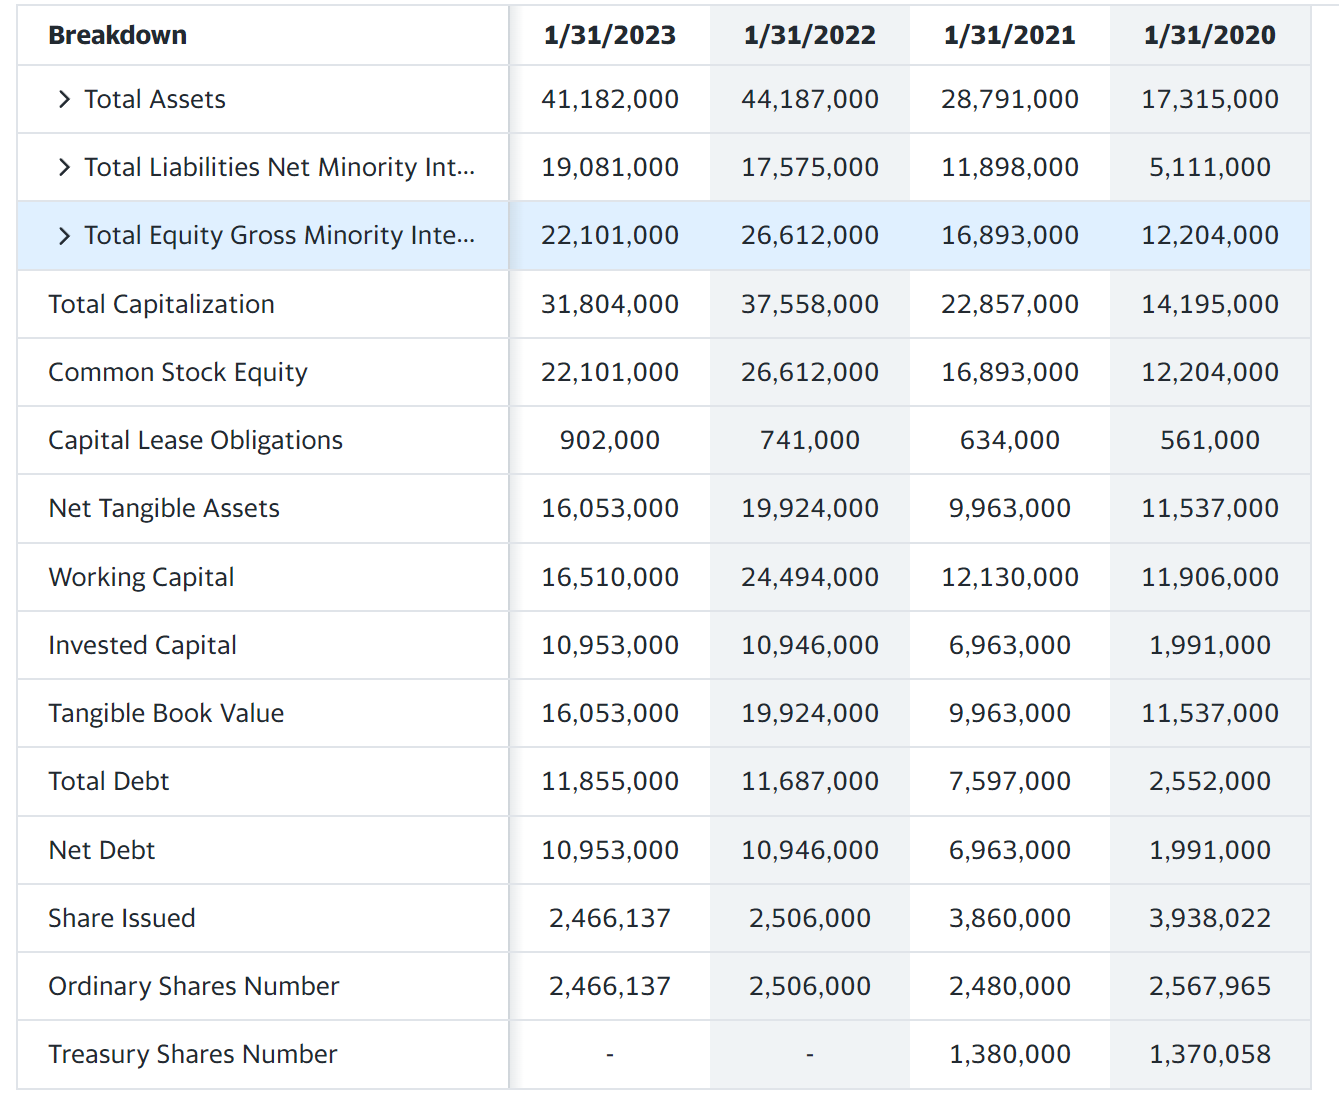 Breakdown 1/31/2023 1/31/2022 1/31/2021 1/31/2020
Total Assets 41,182,000 44,187,000 28,791,000 17,315,000
Total Liabilities Net Minority Int... 19,081,000 17,575,000 11,898,000 5,111,000
Total Equity Gross Minority Inte... 22,101,000 26,612,000 16,893,000 12,204,000
Total Capitalization 31,804,000 37,558,000 22,857,000 14,195,000
Common Stock Equity 22,101,000 26,612,000 16,893,000 12,204,000
Capital Lease Obligations 902,000 741,000 634,000 561,000
Net Tangible Assets 16,053,000 19,924,000 9,963,000 11,537,000
Working Capital 16,510,000 24,494,000 12,130,000 11,906,000
Invested Capital 10,953,000 10,946,000 6,963,000 1,991,000
Tangible Book Value 16,053,000 19,924,000 9,963,000 11,537,000
Total Debt 11,855,000 11,687,000 7,597,000 2,552,000
Net Debt 10,953,000 10,946,000 6,963,000 1,991,000
Share Issued 2,466,137 2,506,000 3,860,000 3,938,022
Ordinary Shares Number 2,466,137 2,506,000 2,480,000 2,567,965
Treasury Shares Number - - 1,380,000 1,370,058